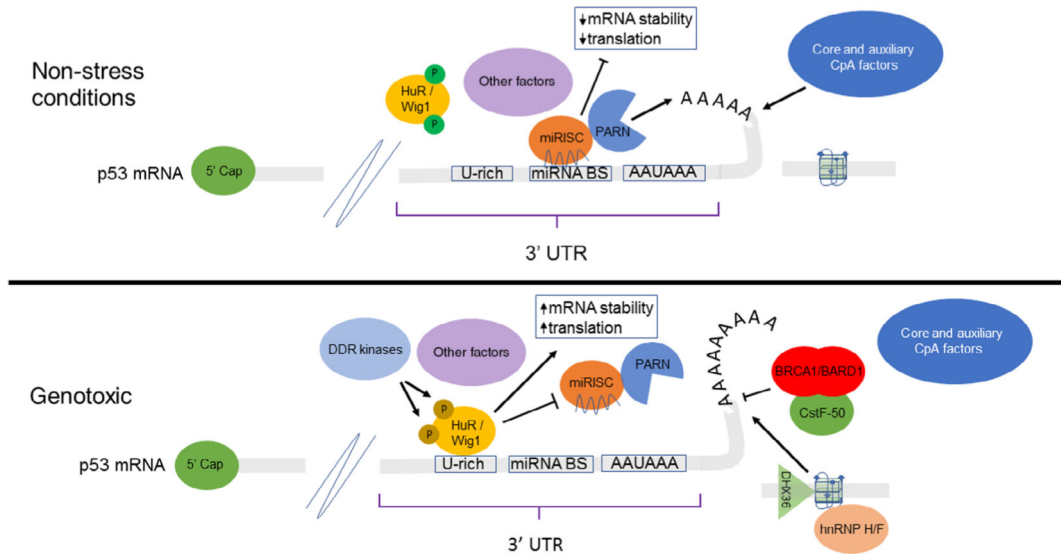 Non-stress
conditions
P
HuR /
Wig1
P
Other factors
↓mRNA stability
↓translation
miRISC
PARN
A A A A A
Core and auxiliary
CpA factors
p53 mRNA
5' Cap
U-rich
miRNA BS
AAUAAA
3' UTR
Genotoxic
DDR kinases
Other factors
↑mRNA stability
↑translation
P
P
HuR /
Wig1
miRISC
PARN
AAAAAAAAA
BRCA1/BARD1
CstF-50
Core and auxiliary
CpA factors
p53 mRNA
5' Cap
U-rich
miRNA BS
AAUAAA
DHX36
hnRNP H/F
3' UTR